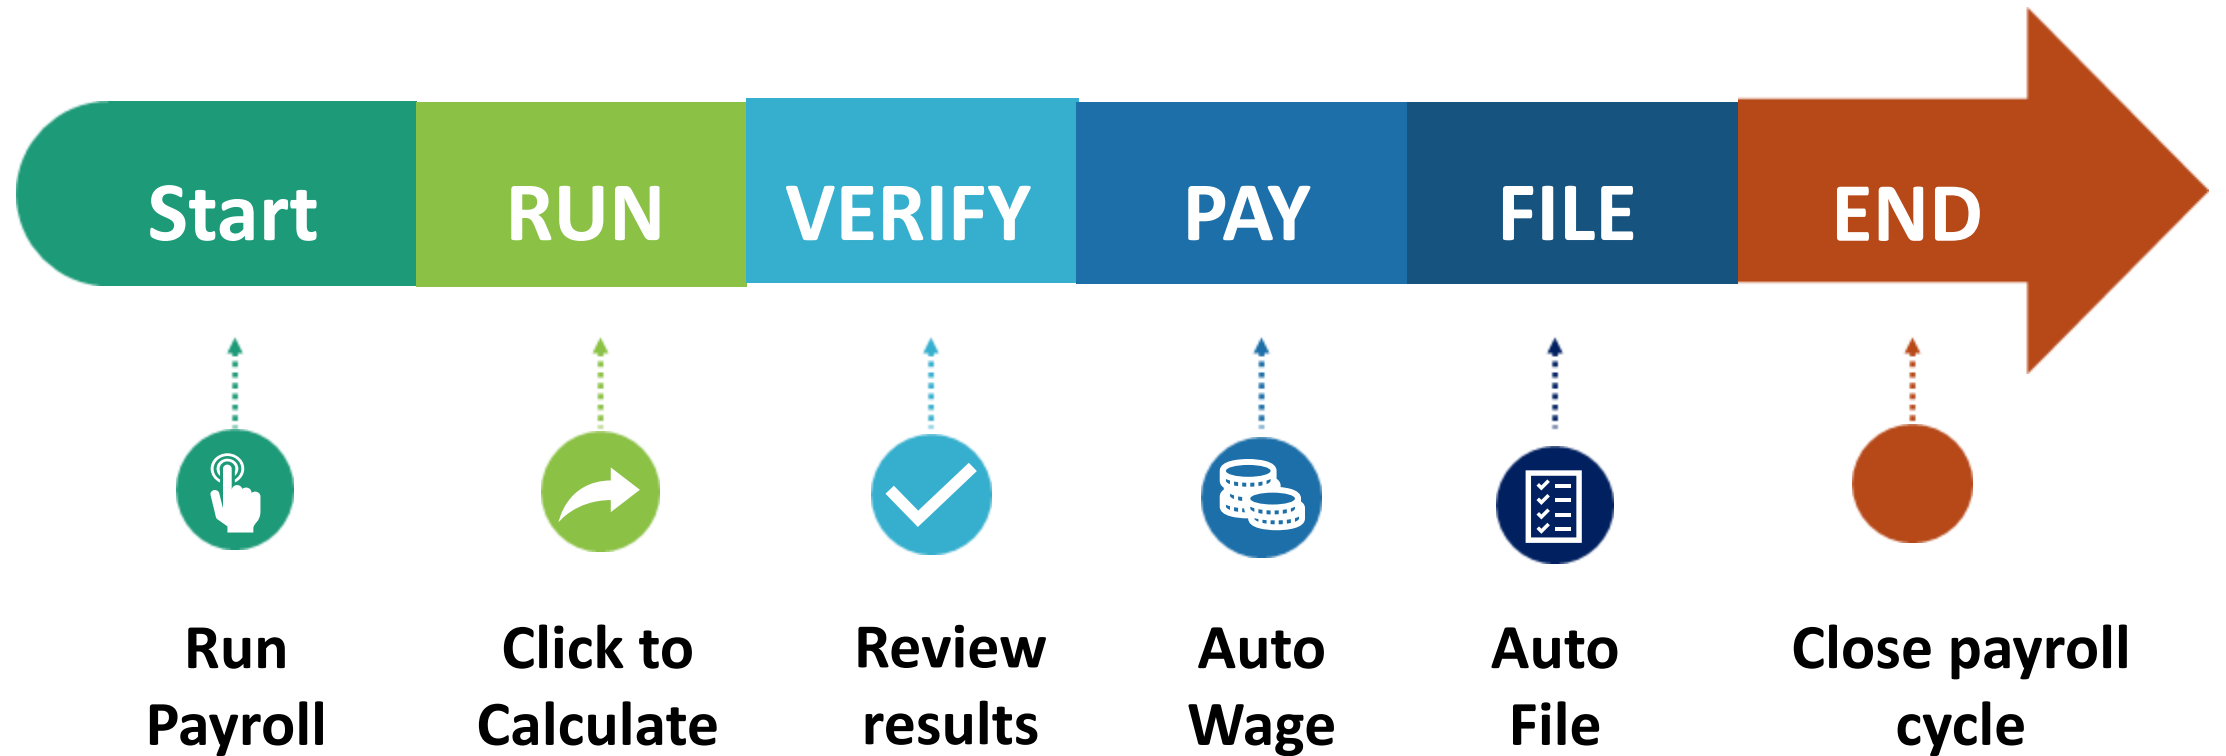 Start RUN VERIFY PAY FILE END
Run Payroll
Click to Calculate
Review results
Auto Wage
Auto File
Close payroll cycle